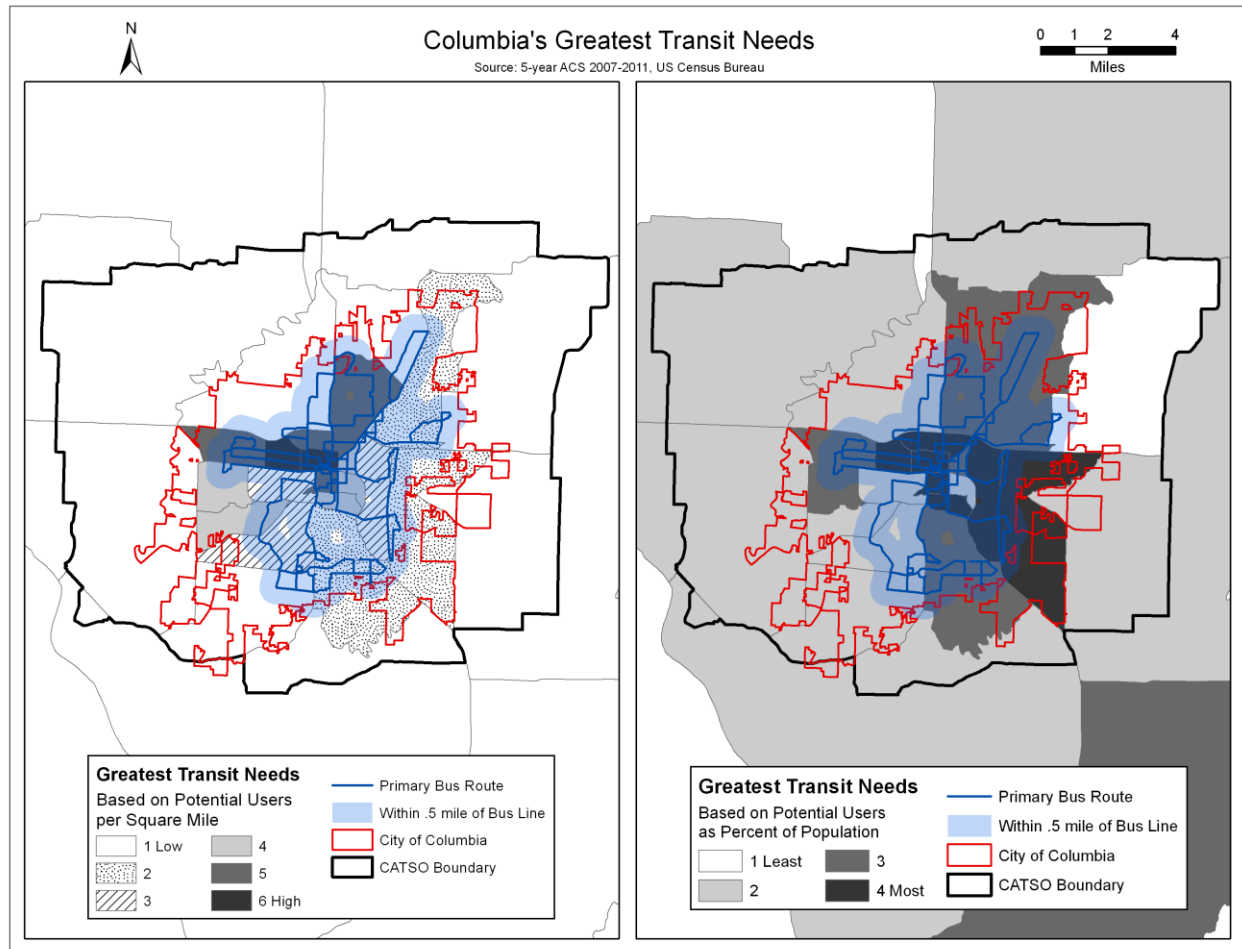 Columbia's Greatest Transit Needs
Source: 5-year ACS 2007-2011, US Census Bureau
N
0 1 2 4
Miles
Greatest Transit Needs
Based on Potential Users
per Square Mile
1 Low
2
3
4
5
6 High
Primary Bus Route
Within .5 mile of Bus Line
City of Columbia
CATSO Boundary
Greatest Transit Needs
Based on Potential Users
as Percent of Population
1 Least
2
3
4 Most
Primary Bus Route
Within .5 mile of Bus Line
City of Columbia
CATSO Boundary